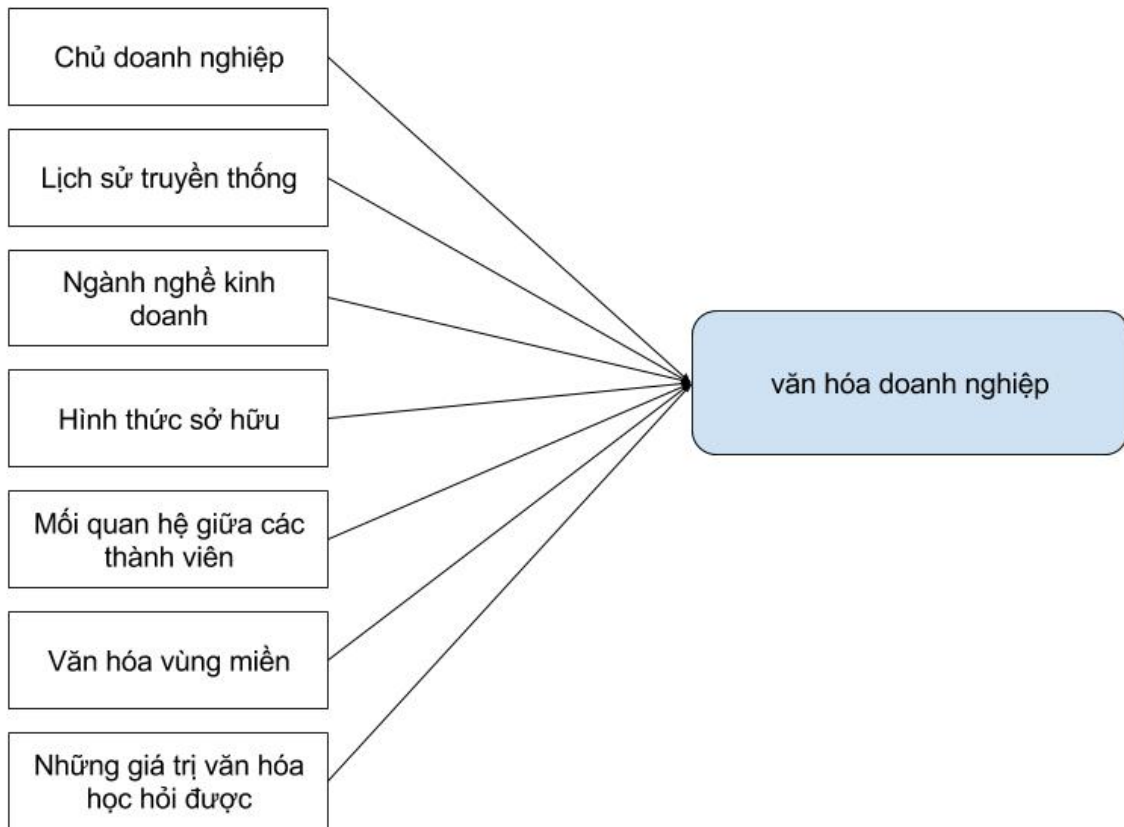 Chủ doanh nghiệp
Lịch sử truyền thống
Ngành nghề kinh
doanh
Hình thức sở hữu
Mối quan hệ giữa các
thành viên
Văn hóa vùng miền
Những giá trị văn hóa
học hỏi được
văn hóa doanh nghiệp